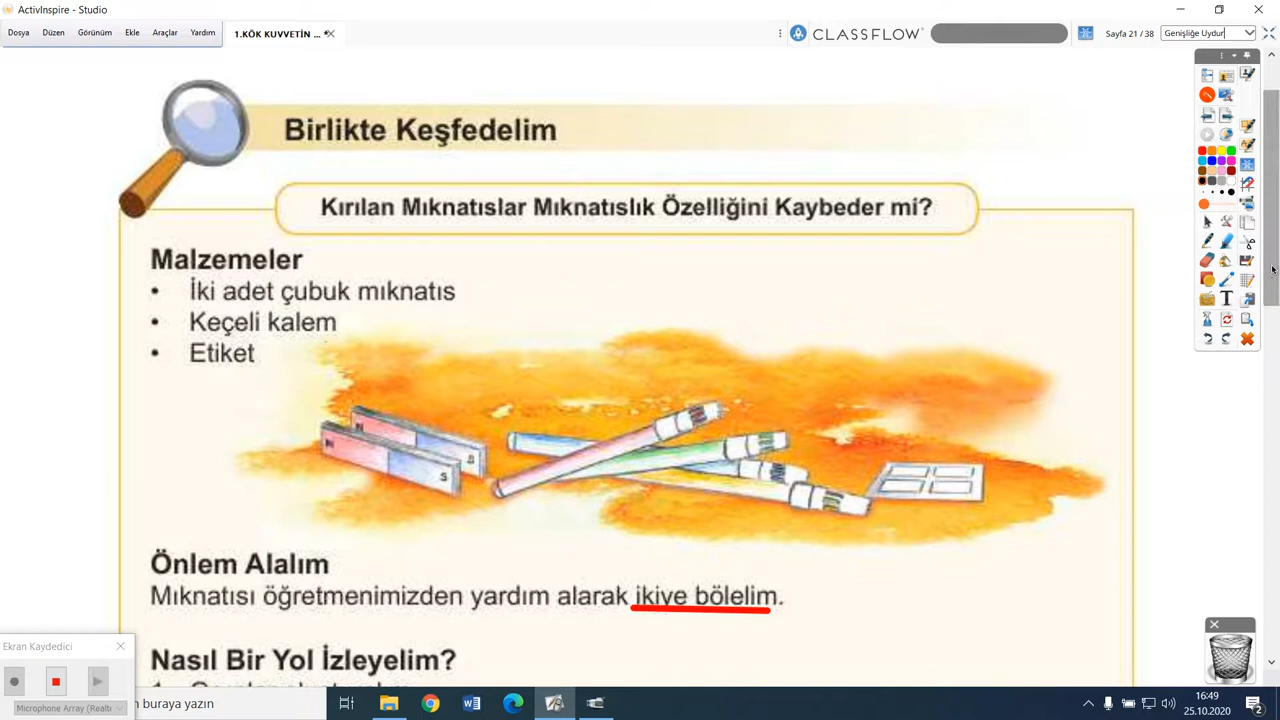 ActivInspire - Studio
Dosya Düzen Görünüm Ekle Araçlar Yardım
1.KÖK KUVVETİN ...
CLASSFLOW
Sayfa 21 / 38
Genişliğe Uydur
Birlikte Keşfedelim
Kırılan Mıknatıslar Mıknatıslık Özelliğini Kaybeder mi?
Malzemeler
• İki adet çubuk mıknatıs
• Keçeli kalem
• Etiket
N
S
N
S
Önlem Alalım
Mıknatısı öğretmenimizden yardım alarak ikiye bölelim.
Nasıl Bir Yol İzleyelim?
Ekran Kaydedici
Microphone Array (Realt
buraya yazın
16:49
25.10.2020
2